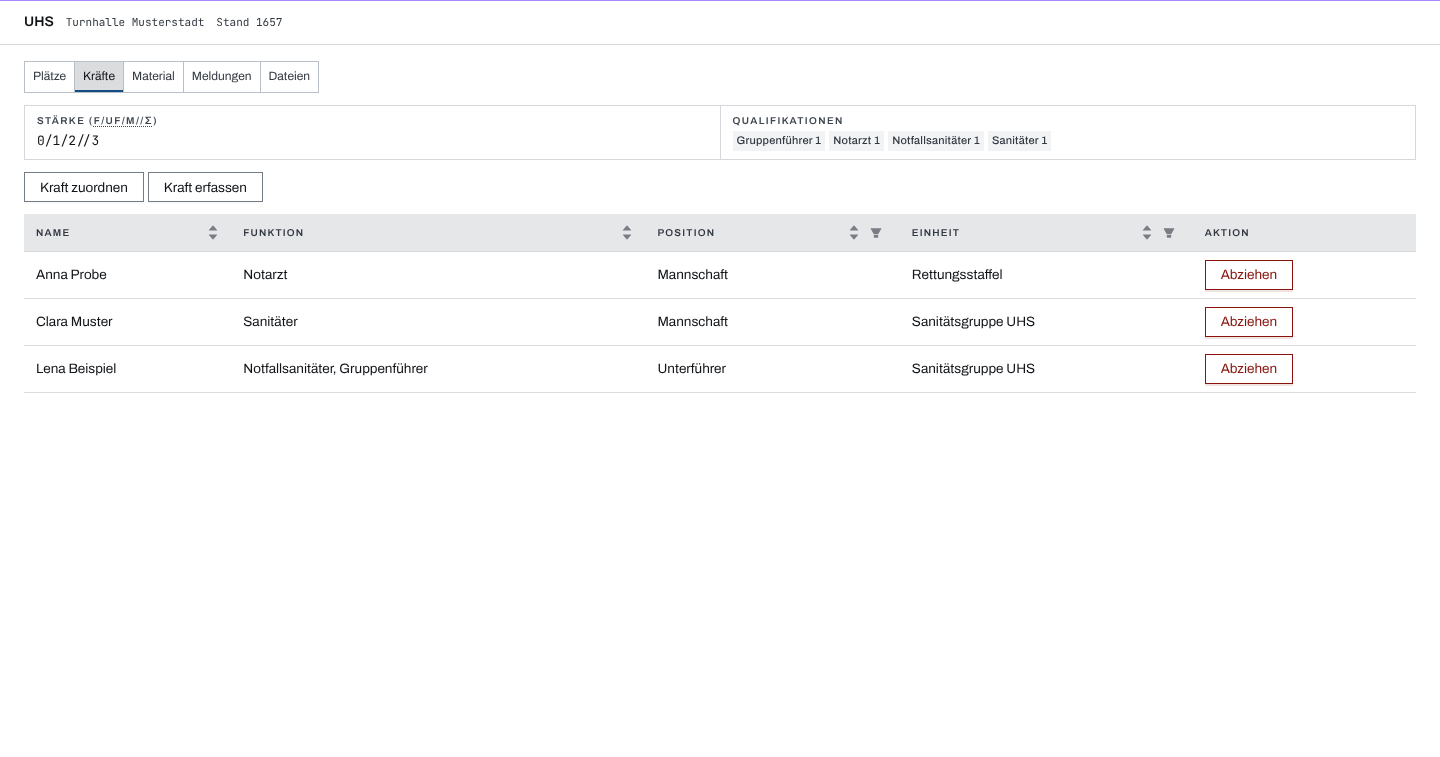 UHS Turnhalle Musterstadt Stand 1657
Plätze Kräfte Material Meldungen Dateien
STÄRKE (F/UF/M//Σ)
0/1/2//3
QUALIFIKATIONEN
Gruppenführer 1 Notarzt 1 Notfallsanitäter 1 Sanitäter 1
Kraft zuordnen Kraft erfassen
NAME FUNKTION POSITION EINHEIT AKTION
Anna Probe Notarzt Mannschaft Rettungsstaffel Abziehen
Clara Muster Sanitäter Mannschaft Sanitätsgruppe UHS Abziehen
Lena Beispiel Notfallsanitäter, Gruppenführer Unterführer Sanitätsgruppe UHS Abziehen